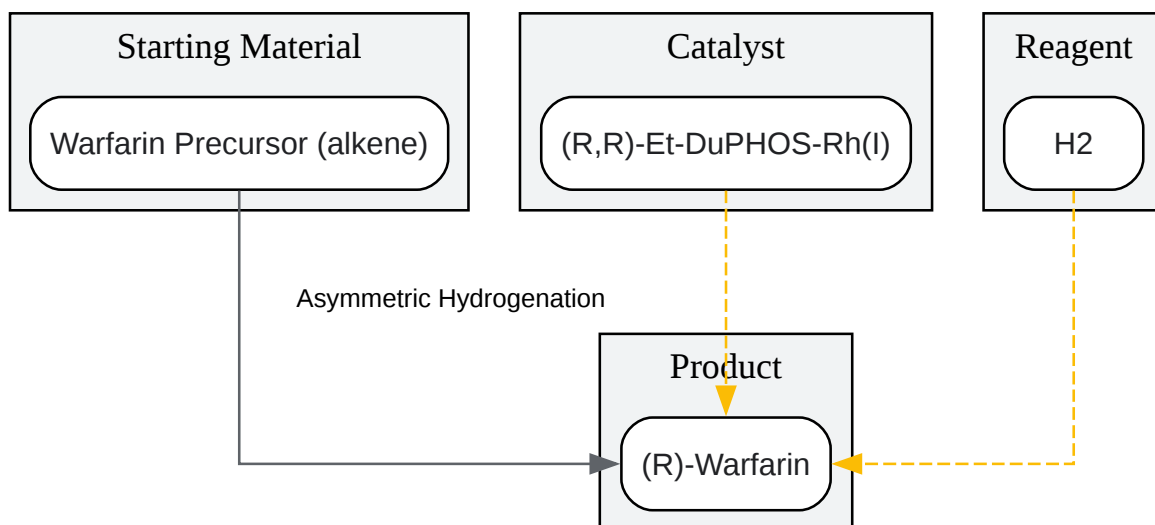 Starting Material
Catalyst
Reagent
Warfarin Precursor (alkene)
(R,R)-Et-DuPHOS-Rh(I)
H2
Asymmetric Hydrogenation
Product
(R)-Warfarin